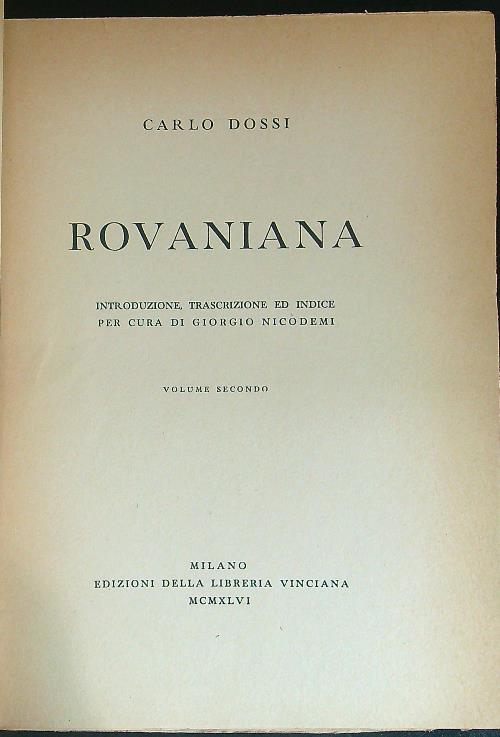 CARLO DOSSI
ROVANIANA
INTRODUZIONE, TRASCRIZIONE ED INDICE
PER CURA DI GIORGIO NICODEMI
VOLUME SECONDO
MILANO
EDIZIONI DELLA LIBRERIA VINCIANA
MCMXLVI